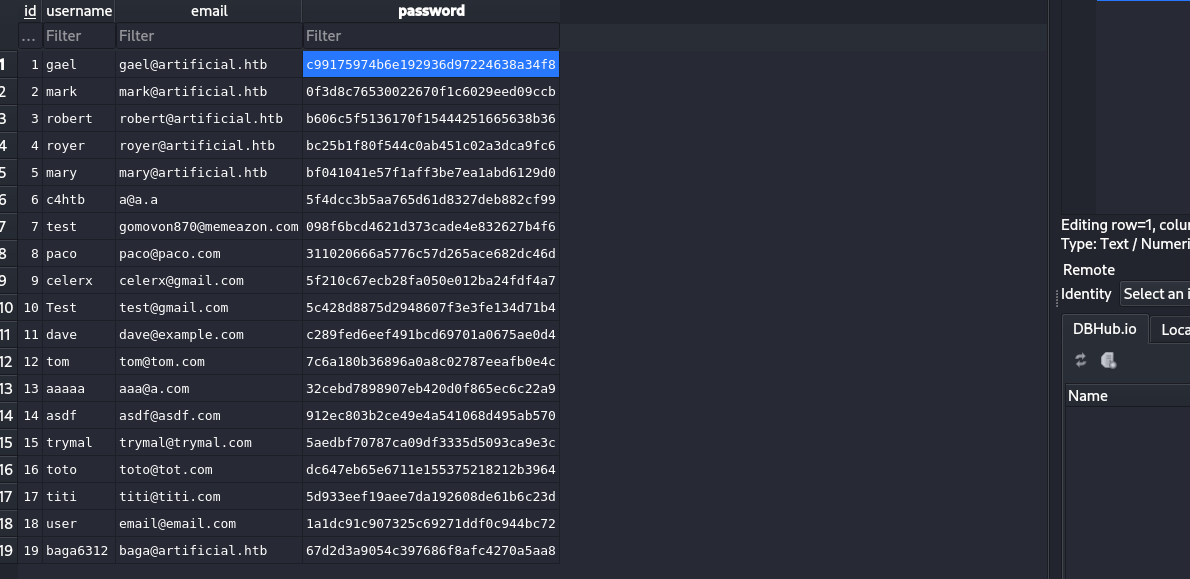 id username email password
… Filter Filter Filter
1 1 gael gael@artificial.htb c99175974b6e192936d97224638a34f8
2 2 mark mark@artificial.htb 0f3d8c76530022670f1c6029eed09ccb
3 3 robert robert@artificial.htb b606c5f5136170f15444251665638b36
4 4 royer royer@artificial.htb bc25b1f80f544c0ab451c02a3dca9fc6
5 5 mary mary@artificial.htb bf041041e57f1aff3be7ea1abd6129d0
6 6 c4htb a@a.a 5f4dcc3b5aa765d61d8327deb882cf99
7 7 test gomovon870@memeazon.com 098f6bcd4621d373cade4e832627b4f6
8 8 paco paco@paco.com 311020666a5776c57d265ace682dc46d
9 9 celerx celerx@gmail.com 5f210c67ecb28fa050e012ba24fdf4a7
10 10 Test test@gmail.com 5c428d8875d2948607f3e3fe134d71b4
11 11 dave dave@example.com c289fed6eef491bcd69701a0675ae0d4
12 12 tom tom@tom.com 7c6a180b36896a0a8c02787eeafb0e4c
13 13 aaaaa aaa@a.com 32cebd7898907eb420d0f865ec6c22a9
14 14 asdf asdf@asdf.com 912ec803b2ce49e4a541068d495ab570
15 15 trymal trymal@trymal.com 5aedbf70787ca09df3335d5093ca9e3c
16 16 toto toto@tot.com dc647eb65e6711e155375218212b3964
17 17 titi titi@titi.com 5d933eef19aee7da192608de61b6c23d
18 18 user email@email.com 1a1dc91c907325c69271ddf0c944bc72
19 19 baga6312 baga@artificial.htb 67d2d3a9054c397686f8afc4270a5aa8
Editing row=1, colu
Type: Text / Numeri
Remote
Identity Select an i
DBHub.io Loca
Name